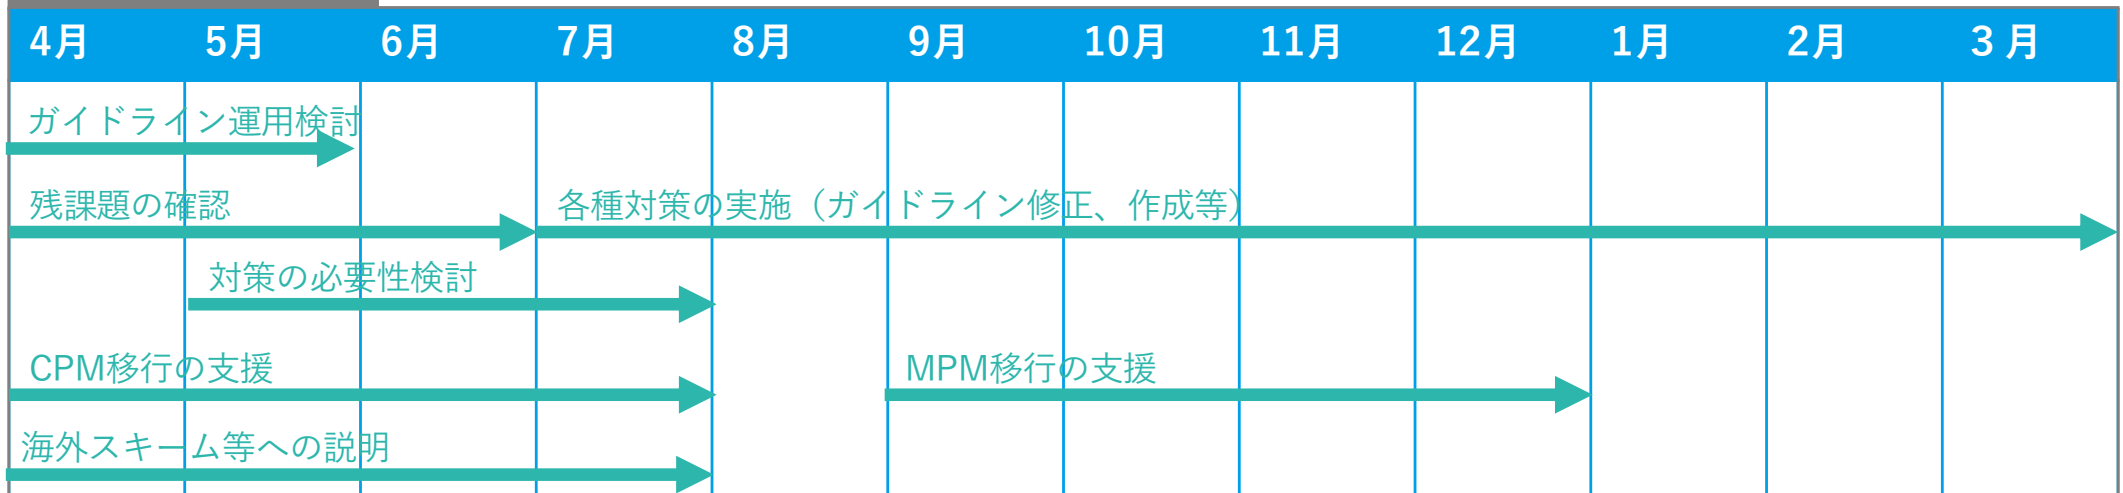 4月 5月 6月 7月 8月 9月 10月 11月 12月 1月 2月 3月
ガイドライン運用検討
残課題の確認 各種対策の実施（ガイドライン修正、作成等）
対策の必要性検討
CPM移行の支援 MPM移行の支援
海外スキーム等への説明